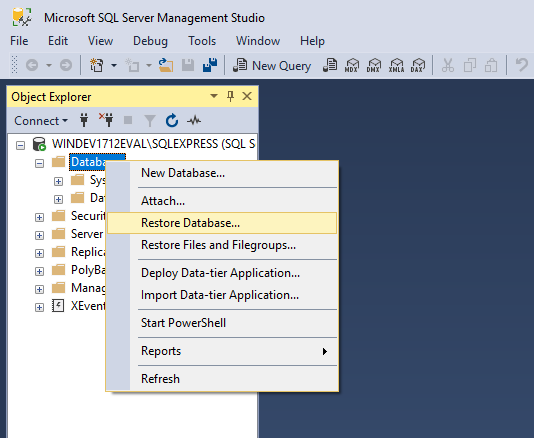 Microsoft SQL Server Management Studio
File Edit View Debug Tools Window Help
New Query MDX DMX XMLA DAX
Object Explorer
Connect
WINDEV1712EVAL\SQLEXPRESS (SQL S
Databas
New Database...
Attach...
Restore Database...
Restore Files and Filegroups...
Deploy Data-tier Application...
Import Data-tier Application...
Start PowerShell
Reports
Refresh
Sys
Dat
Securit
Server
Replica
PolyBa
Manag
XEvent